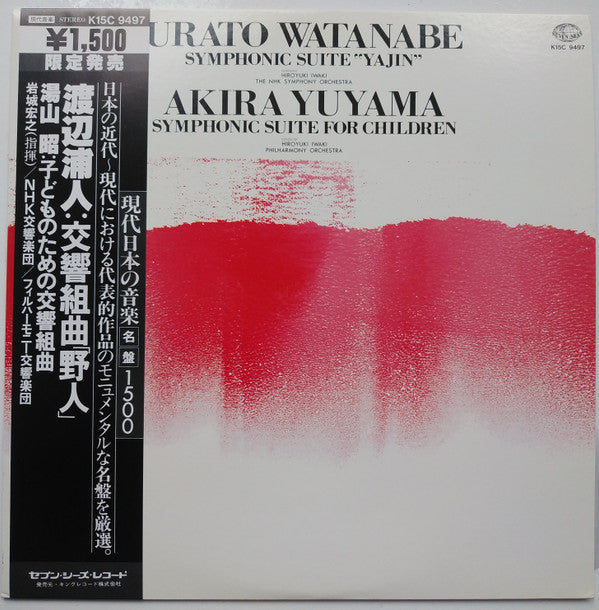 現代音楽 STEREO K15C 9497
¥1,500
限定発売
現代日本の音楽名盤1500
日本の近代～現代における代表的作品のモニュメンタルな名盤を厳選。
渡辺浦人:交響組曲「野人」
湯山 昭:子どものための交響組曲
岩城宏之(指揮)/NHK交響楽団/フィルハーモニー交響楽団
セブン・シーズ・レコード
発売元・キングレコード株式会社
URATO WATANABE
SYMPHONIC SUITE "YAJIN"
HIROYUKI IWAKI
THE NHK SYMPHONY ORCHESTRA
AKIRA YUYAMA
SYMPHONIC SUITE FOR CHILDREN
HIROYUKI IWAKI
PHILHARMONY ORCHESTRA
SEVEN SEAS
K15C 9497